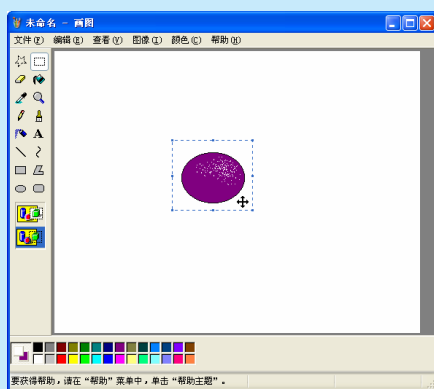 未命名 - 画图
文件(F) 编辑(E) 查看(V) 图像(I) 颜色(C) 帮助(H)
A
要获得帮助，请在“帮助”菜单中，单击“帮助主题”。